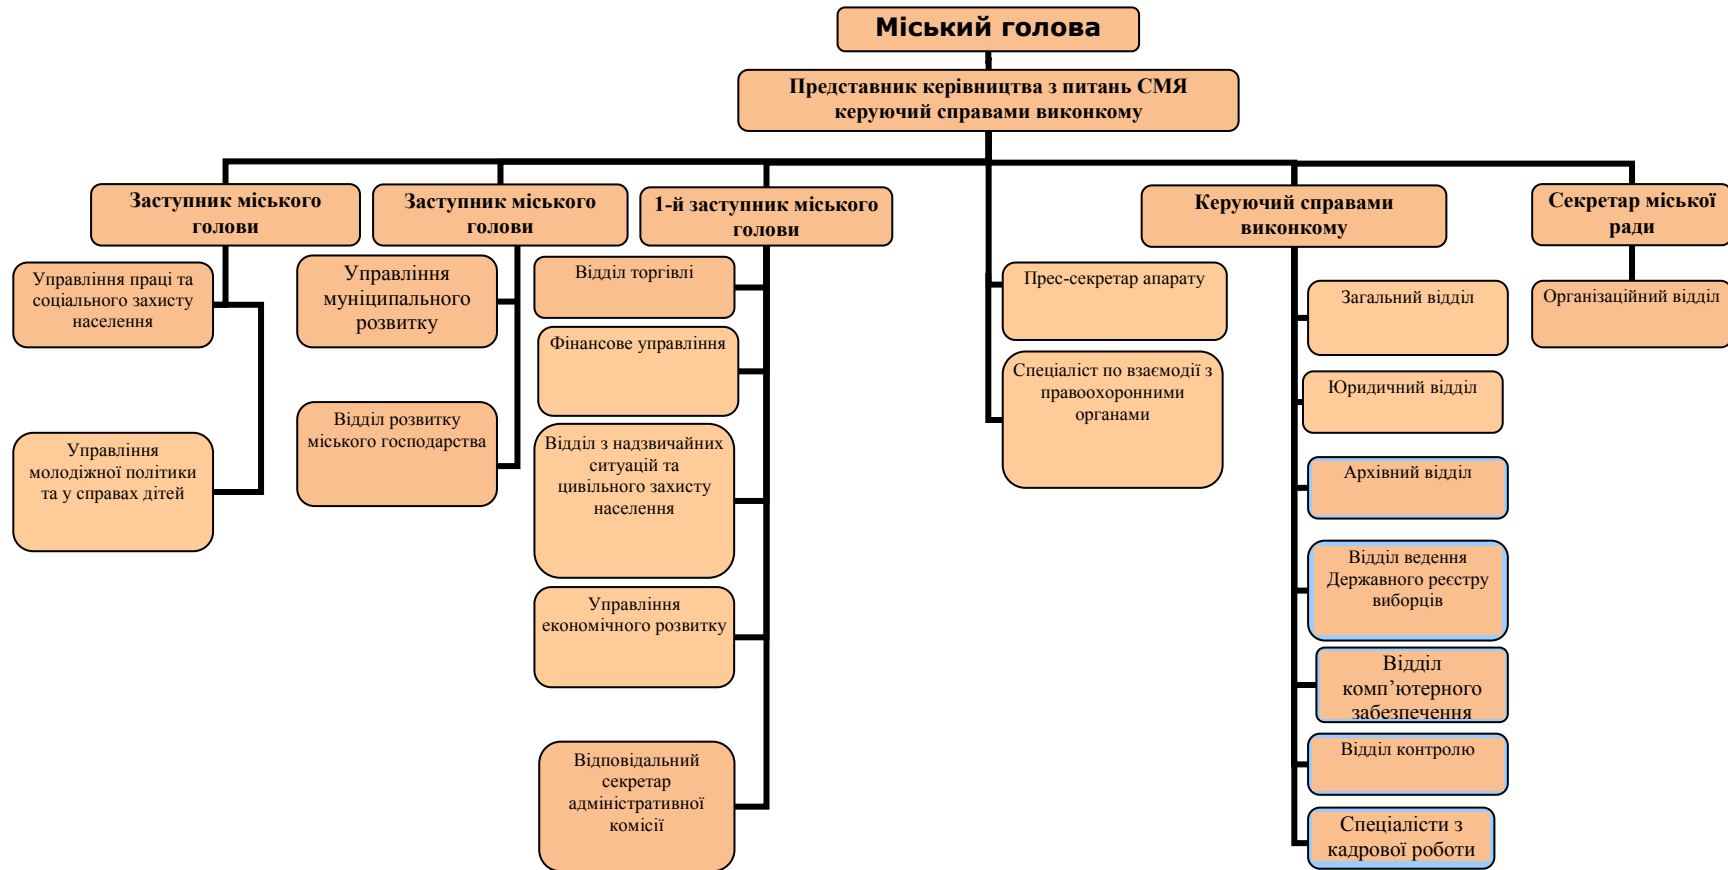 Міський голова
Представник керівництва з питань СМЯ
керуючий справами виконкому
Заступник міського
голови
Управління праці та
соціального захисту
населення
Управління
молодіжної політики
та у справах дітей
Заступник міського
голови
Управління
муніципального
розвитку
Відділ розвитку
міського господарства
1-й заступник міського
голови
Відділ торгівлі
Фінансове управління
Відділ з надзвичайних
ситуацій та
цивільного захисту
населення
Управління
економічного розвитку
Відповідальний
секретар
адміністративної
комісії
Прес-секретар апарату
Спеціаліст по взаємодії з
правоохоронними
органами
Керуючий справами
виконкому
Загальний відділ
Юридичний відділ
Архівний відділ
Відділ ведення
Державного реєстру
виборців
Відділ
комп’ютерного
забезпечення
Відділ контролю
Спеціалісти з
кадрової роботи
Секретар міської
ради
Організаційний відділ